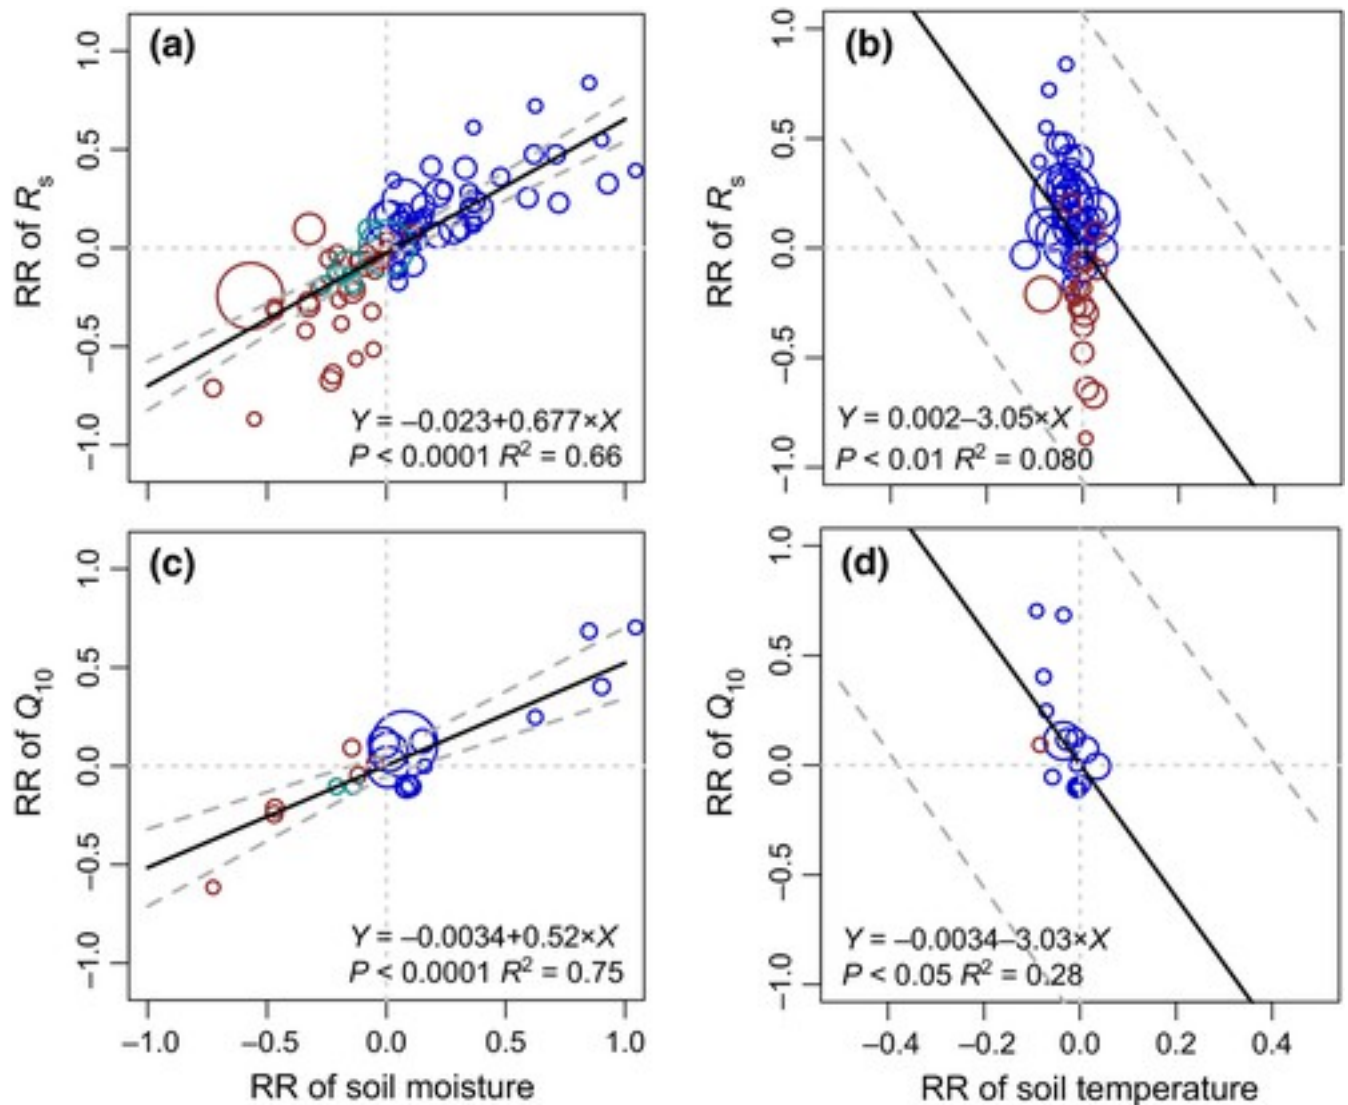 (a)
1.0
0.5
0.0
–0.5
–1.0
RR of Rs
Y = –0.023+0.677×X
P < 0.0001 R² = 0.66
(b)
1.0
0.5
0.0
–0.5
–1.0
RR of Rs
Y = 0.002–3.05×X
P < 0.01 R² = 0.080
(c)
1.0
0.5
0.0
–0.5
–1.0
RR of Q10
Y = –0.0034+0.52×X
P < 0.0001 R² = 0.75
–1.0 –0.5 0.0 0.5 1.0
RR of soil moisture
(d)
1.0
0.5
0.0
–0.5
–1.0
RR of Q10
Y = –0.0034–3.03×X
P < 0.05 R² = 0.28
–0.4 –0.2 0.0 0.2 0.4
RR of soil temperature